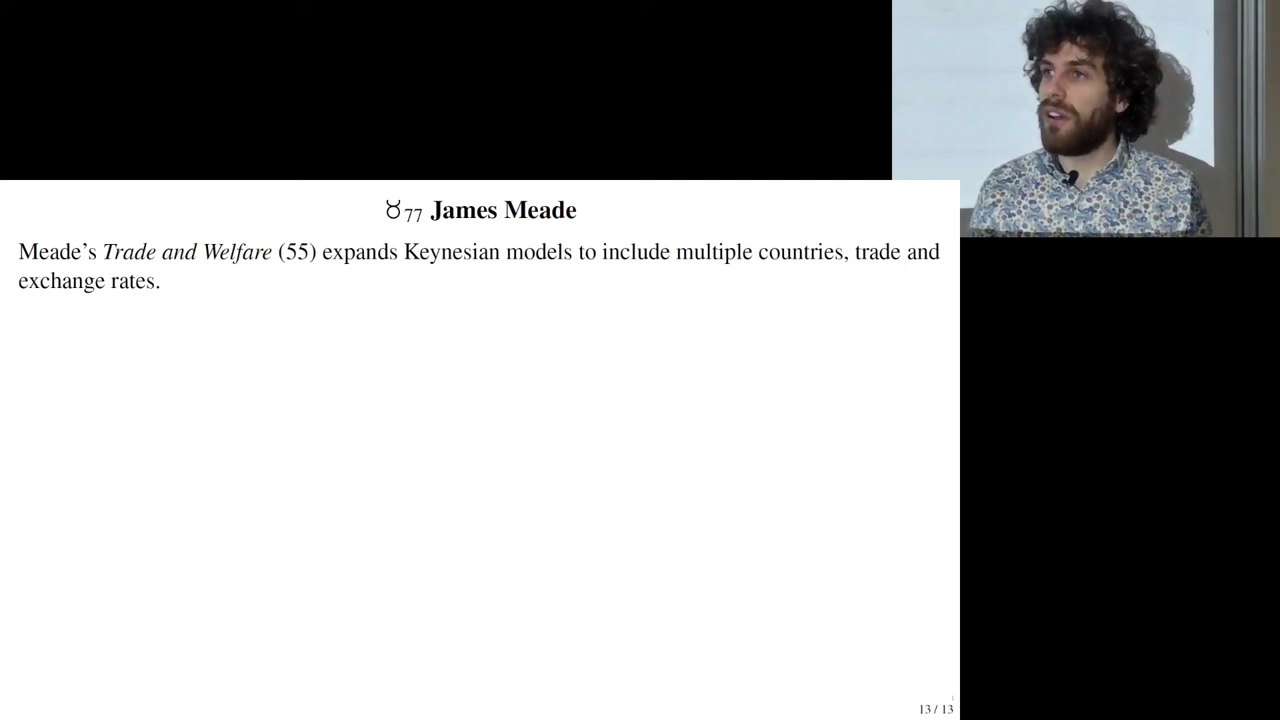 ♉77 James Meade
Meade's Trade and Welfare (55) expands Keynesian models to include multiple countries, trade and
exchange rates.
13 / 13